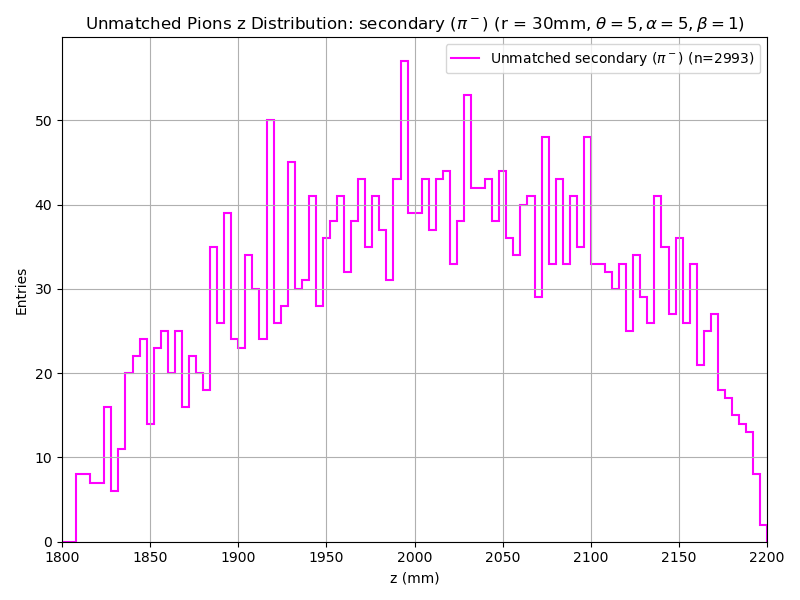 Unmatched Pions z Distribution: secondary (π⁻) (r = 30mm, θ = 5, α = 5, β = 1)
Unmatched secondary (π⁻) (n=2993)
Entries
50
40
30
20
10
0
1800 1850 1900 1950 2000 2050 2100 2150 2200
z (mm)